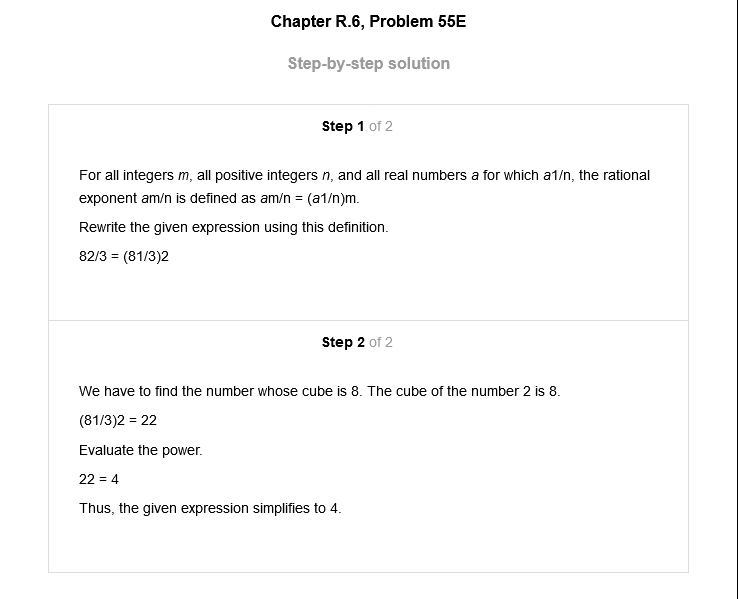 Chapter R.6, Problem 55E
Step-by-step solution
Step 1 of 2
For all integers m, all positive integers n, and all real numbers a for which a1/n, the rational
exponent am/n is defined as am/n = (a1/n)m.
Rewrite the given expression using this definition.
82/3 = (81/3)2
Step 2 of 2
We have to find the number whose cube is 8. The cube of the number 2 is 8.
(81/3)2 = 22
Evaluate the power.
22 = 4
Thus, the given expression simplifies to 4.